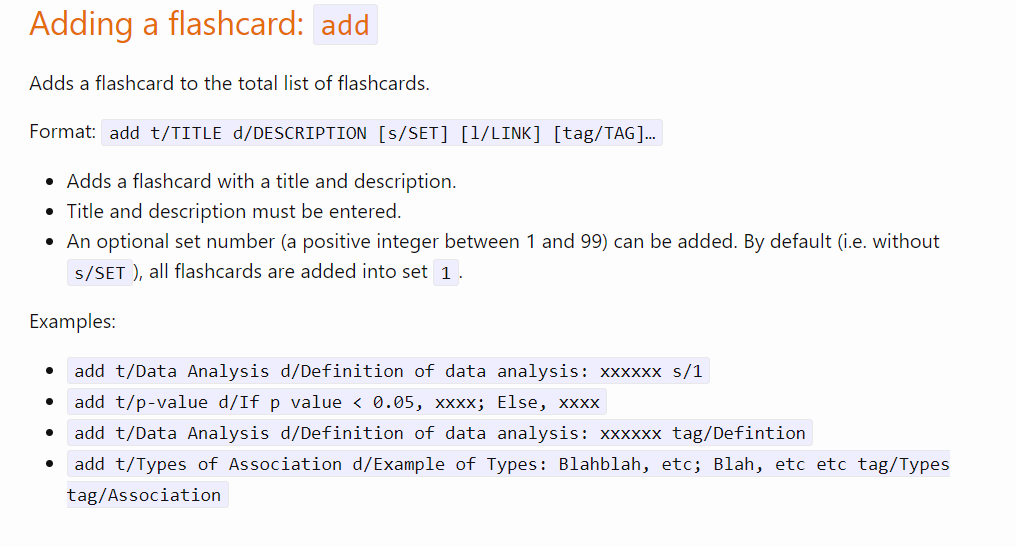 Adding a flashcard: add
Adds a flashcard to the total list of flashcards.
Format: add t/TITLE d/DESCRIPTION [s/SET] [l/LINK] [tag/TAG]…
• Adds a flashcard with a title and description.
• Title and description must be entered.
• An optional set number (a positive integer between 1 and 99) can be added. By default (i.e. without
s/SET), all flashcards are added into set 1.
Examples:
• add t/Data Analysis d/Definition of data analysis: xxxxxx s/1
• add t/p-value d/If p value < 0.05, xxxx; Else, xxxx
• add t/Data Analysis d/Definition of data analysis: xxxxxx tag/Defintion
• add t/Types of Association d/Example of Types: Blahblah, etc; Blah, etc etc tag/Types
tag/Association